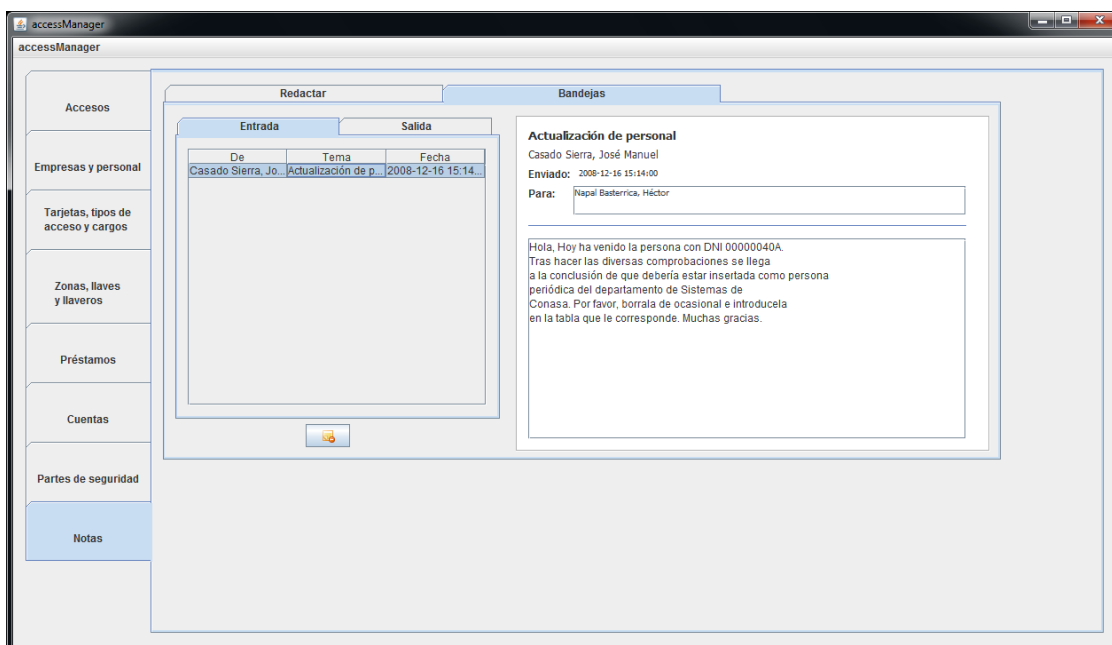 accessManager
accessManager
Accesos
Empresas y personal
Tarjetas, tipos de
acceso y cargos
Zonas, llaves
y llaveros
Préstamos
Cuentas
Partes de seguridad
Notas
Redactar
Bandejas
Entrada
Salida
De Tema Fecha
Casado Sierra, Jo... Actualización de p... 2008-12-16 15:14...
Actualización de personal
Casado Sierra, José Manuel
Enviado: 2008-12-16 15:14:00
Para: Napal Basterrica, Héctor
Hola, Hoy ha venido la persona con DNI 00000040A.
Tras hacer las diversas comprobaciones se llega
a la conclusión de que debería estar insertada como persona
periódica del departamento de Sistemas de
Conasa. Por favor, borrala de ocasional e introducela
en la tabla que le corresponde. Muchas gracias.